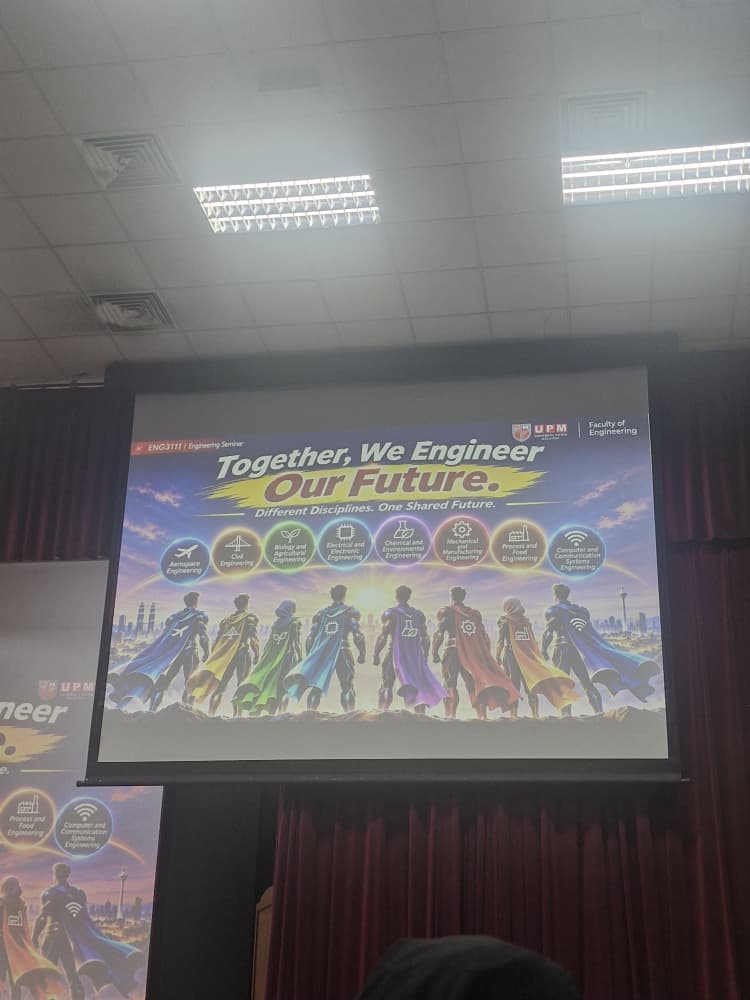 ENG3111 | Engineering Seminar
UPM
Faculty of
Engineering
Together, We Engineer
Our Future.
Different Disciplines. One Shared Future.
Aerospace
Engineering
Civil
Engineering
Biology and
Agricultural
Engineering
Electrical and
Electronic
Engineering
Chemical and
Environmental
Engineering
Mechanical
and
Manufacturing
Engineering
Process and
Food
Engineering
Computer and
Communication
Systems
Engineering
UPM
neer
e.
Process and
Food
Engineering
Computer and
Communication
Systems
Engineering